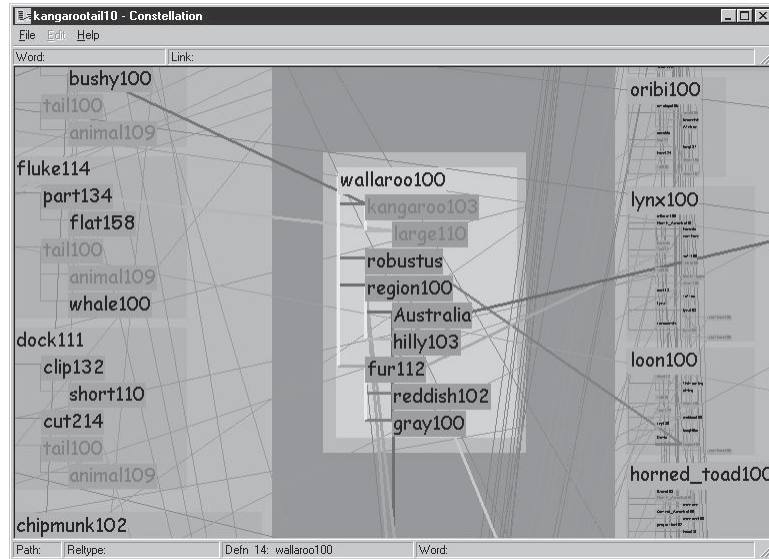 kangarootail10 - Constellation
File Edit Help
Word: Link:
bushy100
tail100
animal109
fluke114
part134
flat158
tail100
animal109
whale100
dock111
clip132
short110
cut214
tail100
animal109
chipmunk102
wallaroo100
kangaroo103
large110
robustus
region100
Australia
hilly103
fur112
reddish102
gray100
oribi100
lynx100
loon100
horned_toad100
Path: Reltype: Defn 14: wallaroo100 Word: